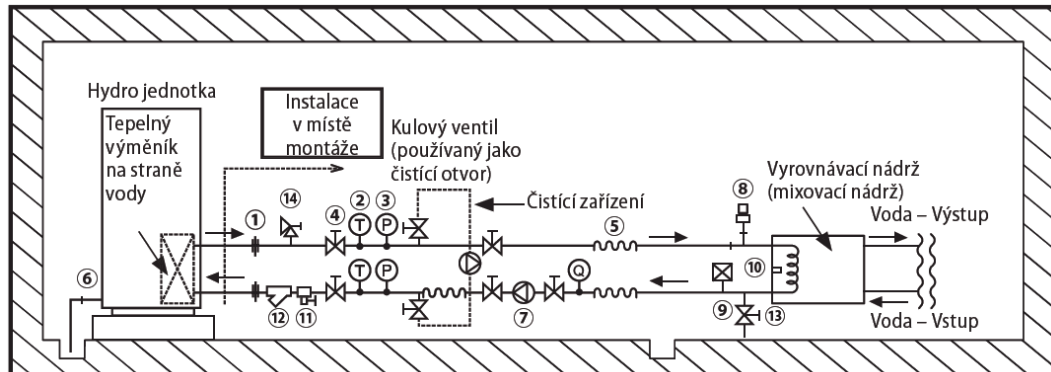 Hydro jednotka
Tepelný
výměník
na straně
vody
Instalace
v místě
montáže
Kulový ventil
(používaný jako
čistící otvor)
Čistící zařízení
Vyrovnávací nádrž
(mixovací nádrž)
Voda – Výstup
Voda – Vstup
① ⑭ ④ ② ③ ⑤ ⑧
T P
⑩
⑥
T P Q
⑫ ⑪ ⑦ ⑨ ⑬